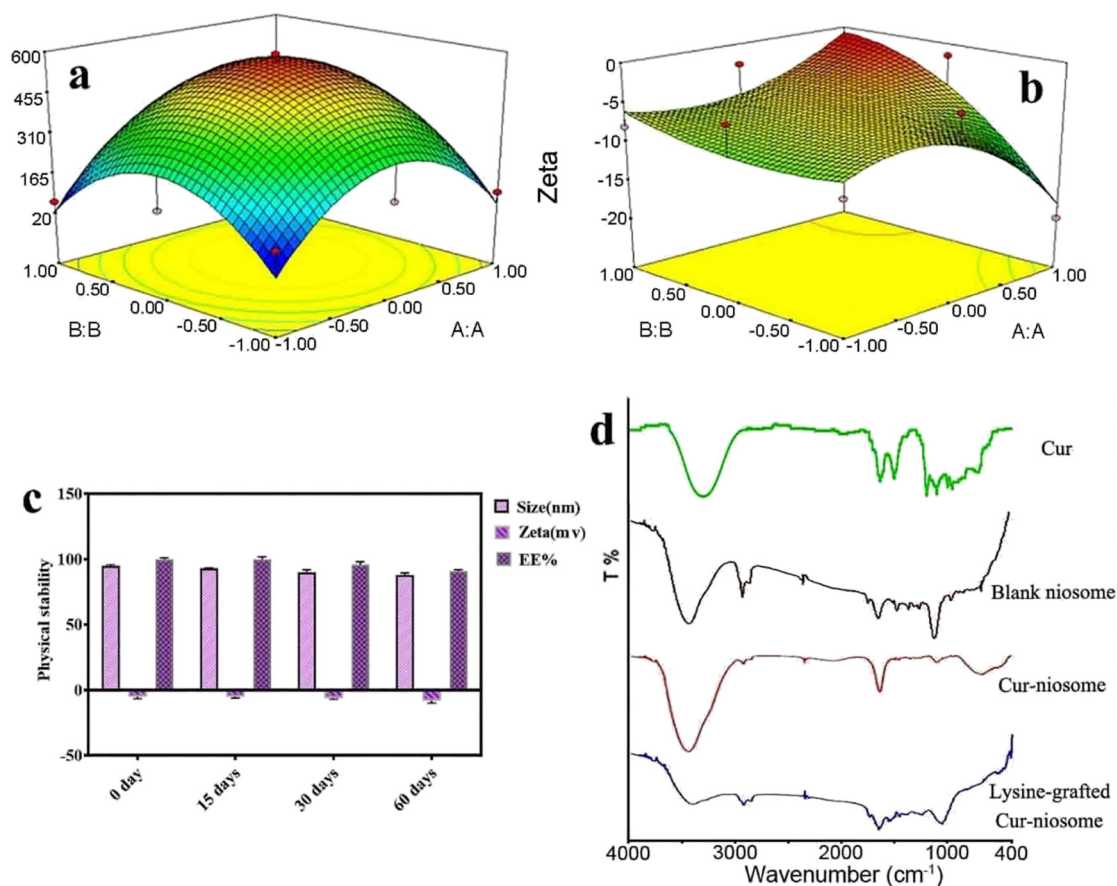 a
600
455
310
165
20
1.00
0.50
0.00
-0.50
-1.00
B:B
-1.00
-0.50
0.00
0.50
1.00
A:A
b
Zeta
0
-5
-10
-15
-20
1.00
0.50
0.00
-0.50
-1.00
B:B
-1.00
-0.50
0.00
0.50
1.00
A:A
c
Physical stability
150
100
50
0
-50
0 day
15 days
30 days
60 days
Size(nm)
Zeta(mv)
EE%
d
T %
Cur
Blank niosome
Cur-niosome
Lysine-grafted
Cur-niosome
4000
3000
2000
1000
400
Wavenumber (cm⁻¹)